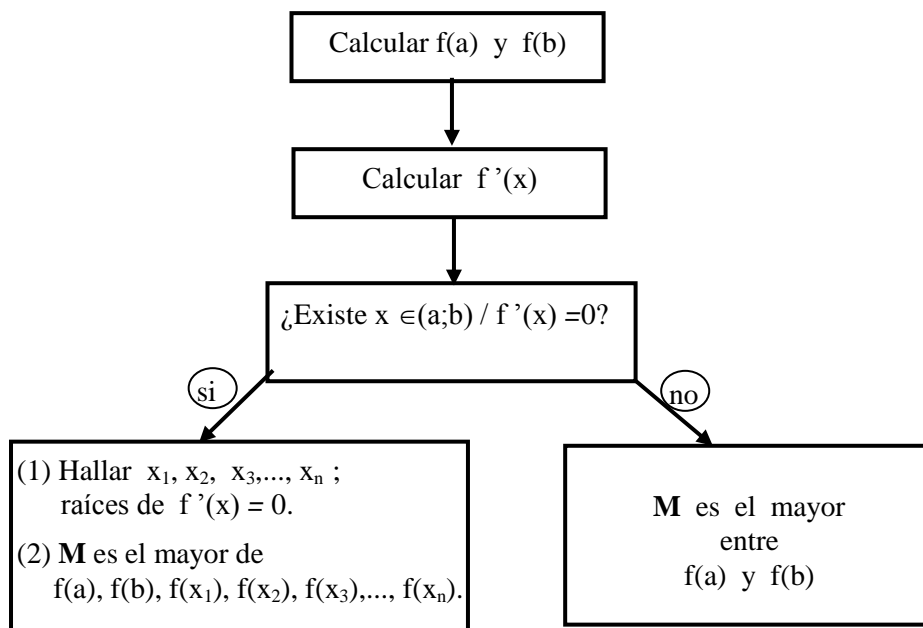 Calcular f(a) y f(b)
Calcular f ’(x)
¿Existe x ∈(a;b) / f ’(x) =0?
si
no
(1) Hallar x₁, x₂, x₃,..., xₙ ;
raíces de f ’(x) = 0.
(2) M es el mayor de
f(a), f(b), f(x₁), f(x₂), f(x₃),..., f(xₙ).
M es el mayor
entre
f(a) y f(b)